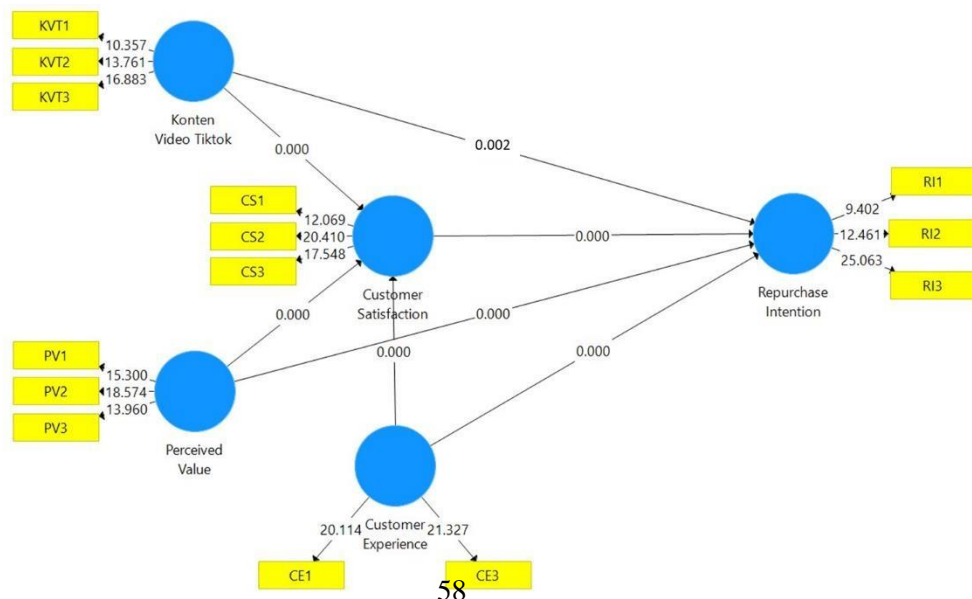 KVT1
10.357
KVT2
13.761
KVT3
16.883
Konten
Video Tiktok
0.000
0.002
CS1
12.069
CS2
20.410
CS3
17.548
Customer
Satisfaction
0.000
RI1
9.402
RI2
12.461
RI3
25.063
Repurchase
Intention
0.000
0.000
0.000
0.000
PV1
15.300
PV2
18.574
PV3
13.960
Perceived
Value
20.114
Customer
Experience
21.327
CE1
CE3
58